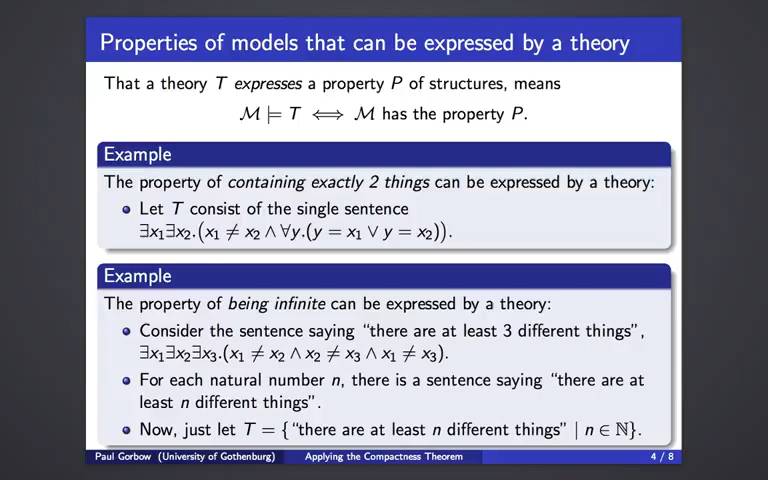 Properties of models that can be expressed by a theory
That a theory T expresses a property P of structures, means
ℳ ⊨ T ⟺ ℳ has the property P.
Example
The property of containing exactly 2 things can be expressed by a theory:
• Let T consist of the single sentence
∃x₁∃x₂.(x₁ ≠ x₂ ∧ ∀y.(y = x₁ ∨ y = x₂)).
Example
The property of being infinite can be expressed by a theory:
• Consider the sentence saying “there are at least 3 different things”,
∃x₁∃x₂∃x₃.(x₁ ≠ x₂ ∧ x₂ ≠ x₃ ∧ x₁ ≠ x₃).
• For each natural number n, there is a sentence saying “there are at
least n different things”.
• Now, just let T = {“there are at least n different things” | n ∈ ℕ}.
Paul Gorbow (University of Gothenburg) Applying the Compactness Theorem 4 / 8